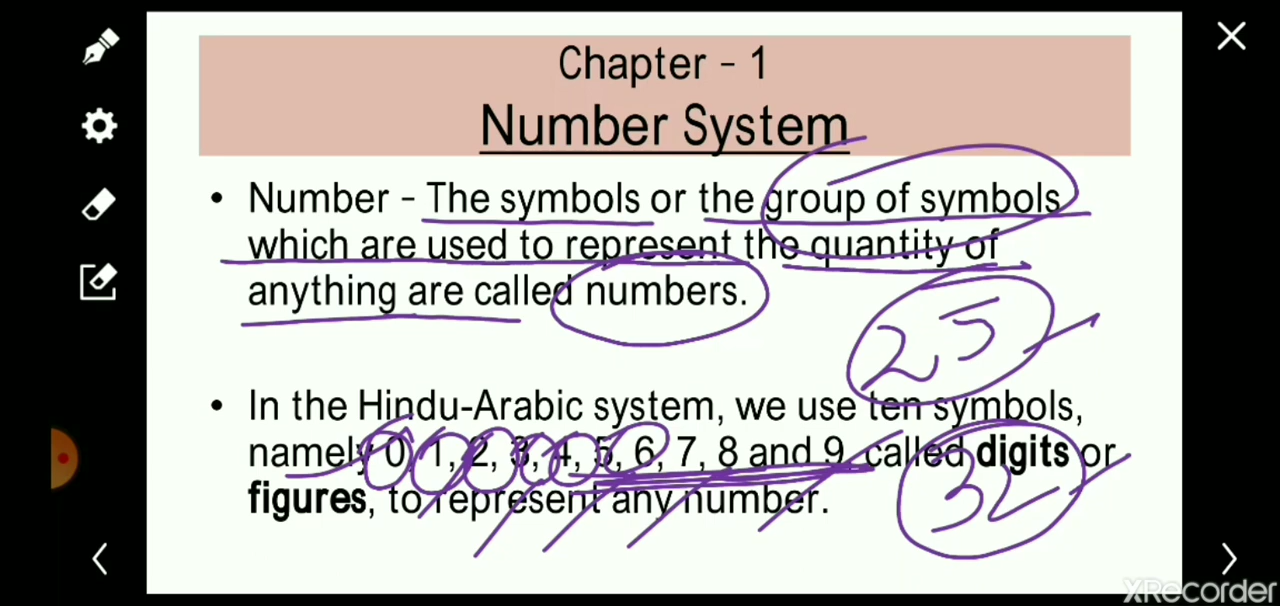 Chapter - 1
Number System
• Number - The symbols or the group of symbols
which are used to represent the quantity of
anything are called numbers.
25
• In the Hindu-Arabic system, we use ten symbols,
namely 0, 1, 2, 3, 4, 5, 6, 7, 8 and 9, called digits or
figures, to represent any number.
32
XRecorder